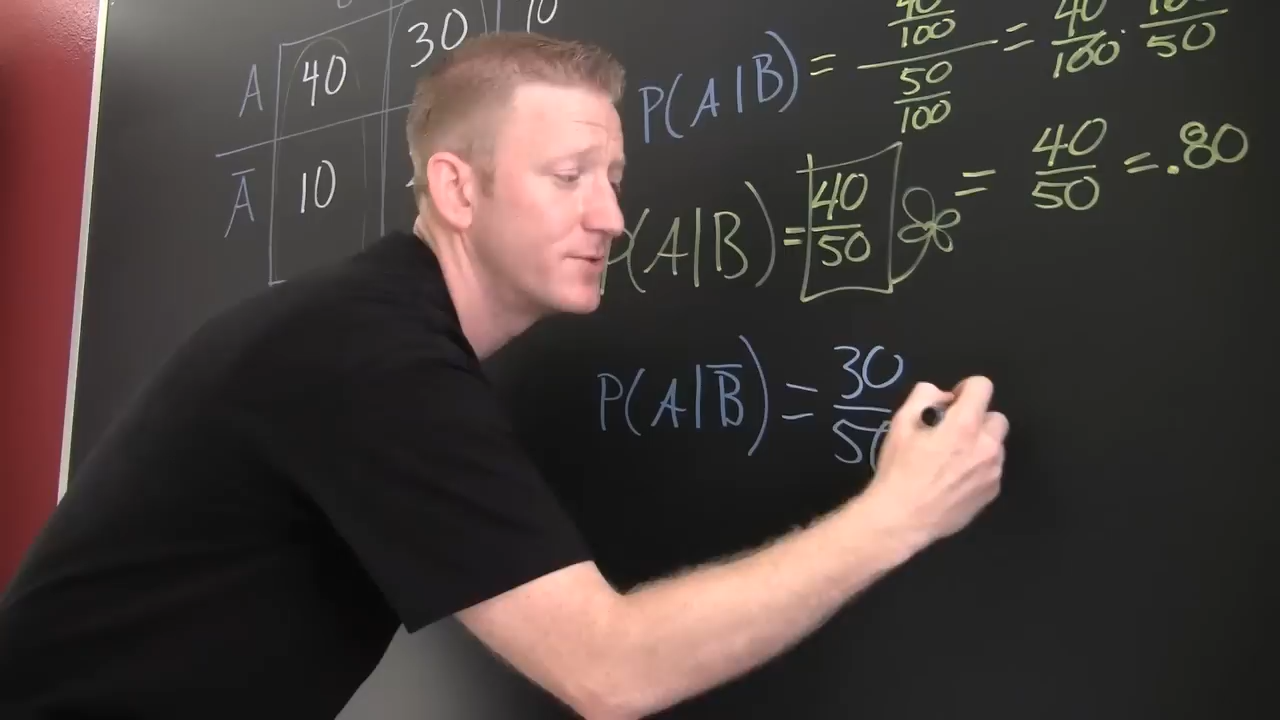 A 40 30 10
Ā 10
P(A|B) = (40/100)/(50/100) = 40/100 · 100/50
P(A|B) = 40/50 = 40/50 = .80
P(A|B̄) = 30/50